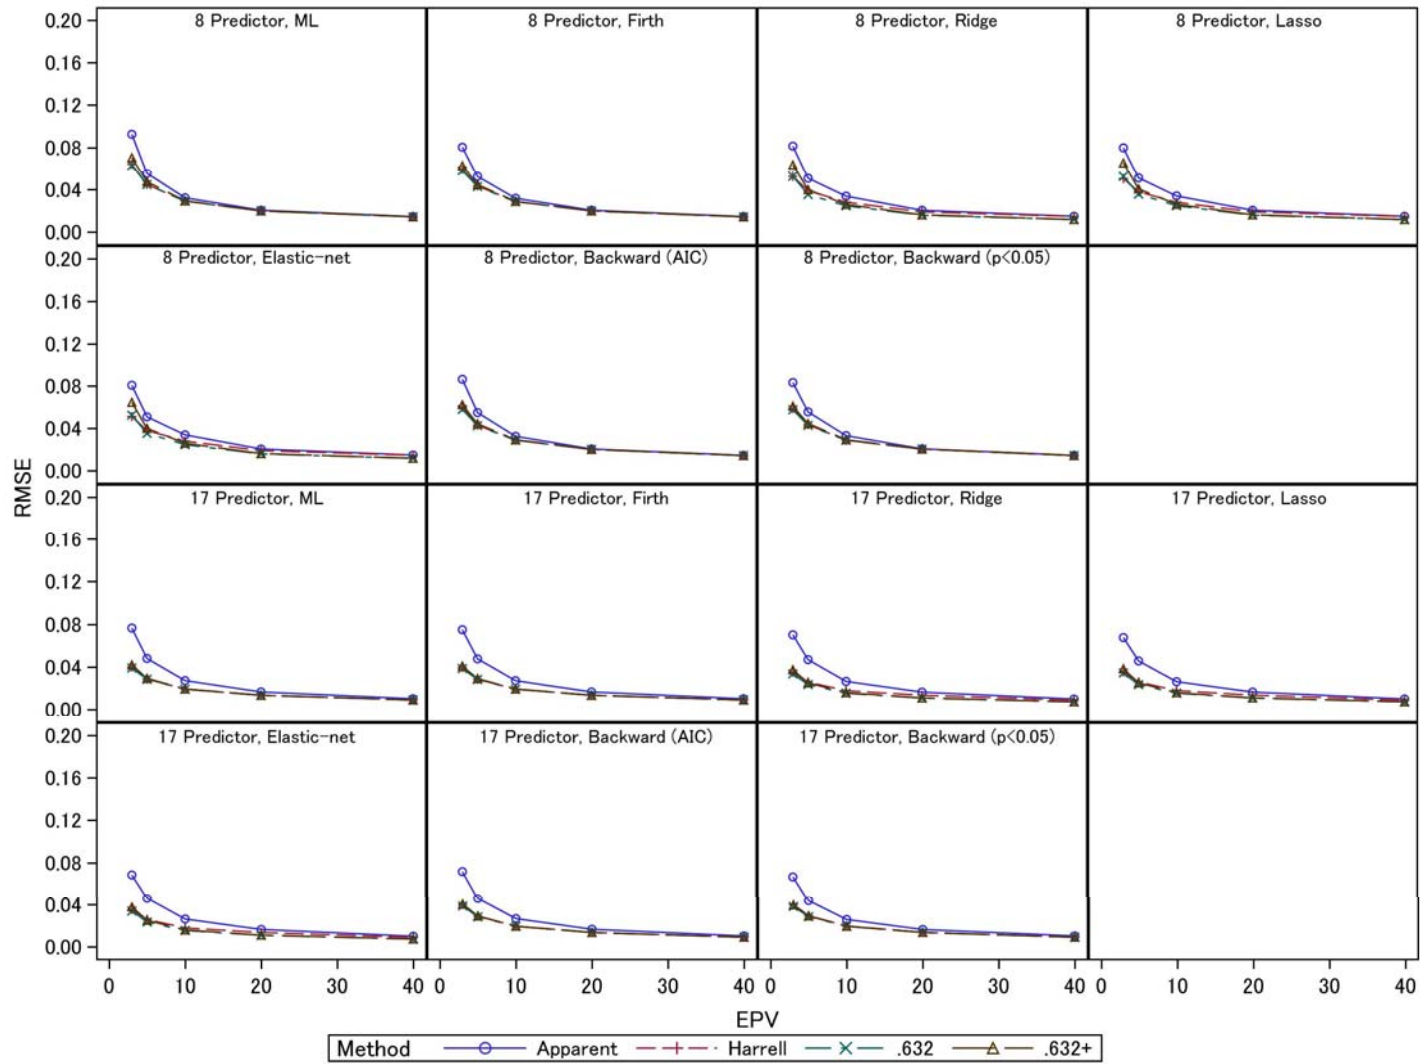 8 Predictor, ML
8 Predictor, Firth
8 Predictor, Ridge
8 Predictor, Lasso
0.20
0.16
0.12
0.08
0.04
0.00
8 Predictor, Elastic-net
8 Predictor, Backward (AIC)
8 Predictor, Backward (p<0.05)
0.20
0.16
0.12
0.08
0.04
0.00
RMSE
17 Predictor, ML
17 Predictor, Firth
17 Predictor, Ridge
17 Predictor, Lasso
0.20
0.16
0.12
0.08
0.04
0.00
17 Predictor, Elastic-net
17 Predictor, Backward (AIC)
17 Predictor, Backward (p<0.05)
0.20
0.16
0.12
0.08
0.04
0.00
0 10 20 30 40 0 10 20 30 40 0 10 20 30 40 0 10 20 30 40
EPV
Method Apparent Harrell .632 .632+